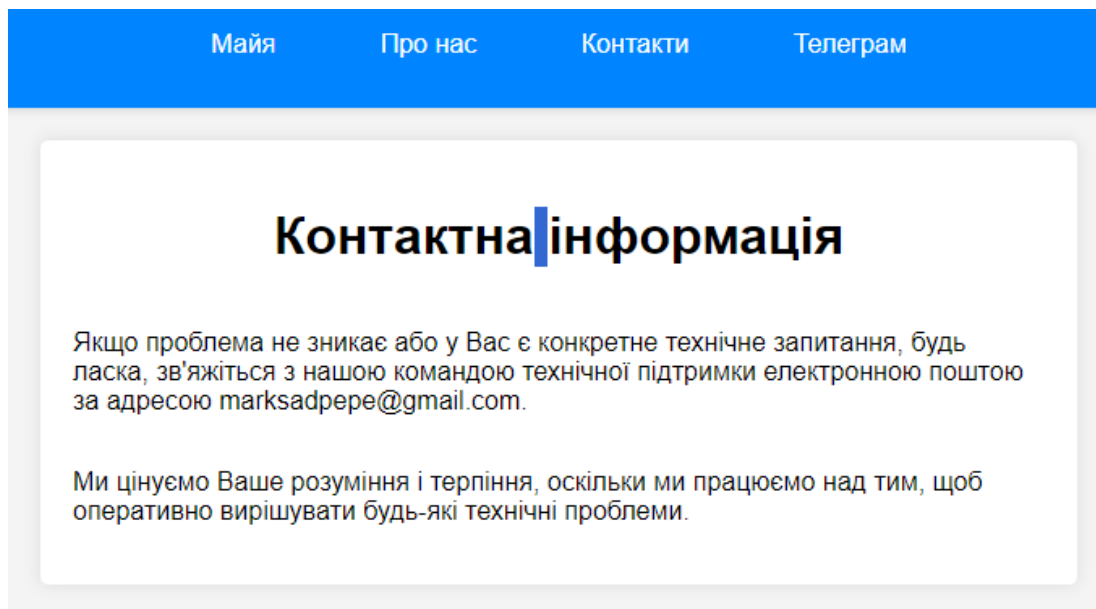 Майя Про нас Контакти Телеграм
Контактна інформація
Якщо проблема не зникає або у Вас є конкретне технічне запитання, будь
ласка, зв'яжіться з нашою командою технічної підтримки електронною поштою
за адресою marksadpepe@gmail.com.
Ми цінуємо Ваше розуміння і терпіння, оскільки ми працюємо над тим, щоб
оперативно вирішувати будь-які технічні проблеми.